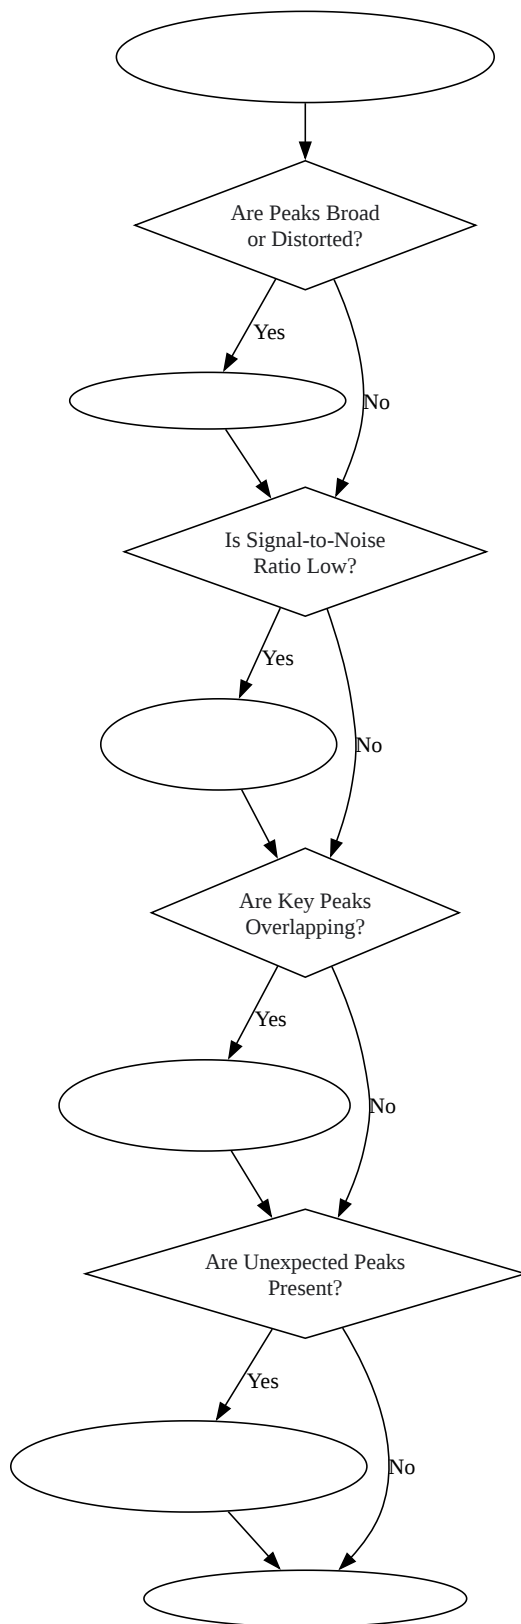 Are Peaks Broad
or Distorted?
Yes
No
Is Signal-to-Noise
Ratio Low?
Yes
No
Are Key Peaks
Overlapping?
Yes
No
Are Unexpected Peaks
Present?
Yes
No